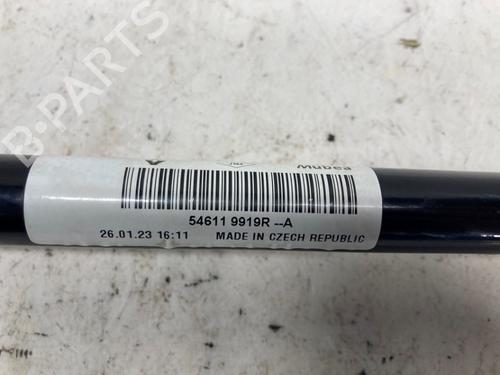 B-PARTS
Mubea
A
54611 9919R --A
26.01.23 16:11 MADE IN CZECH REPUBLIC